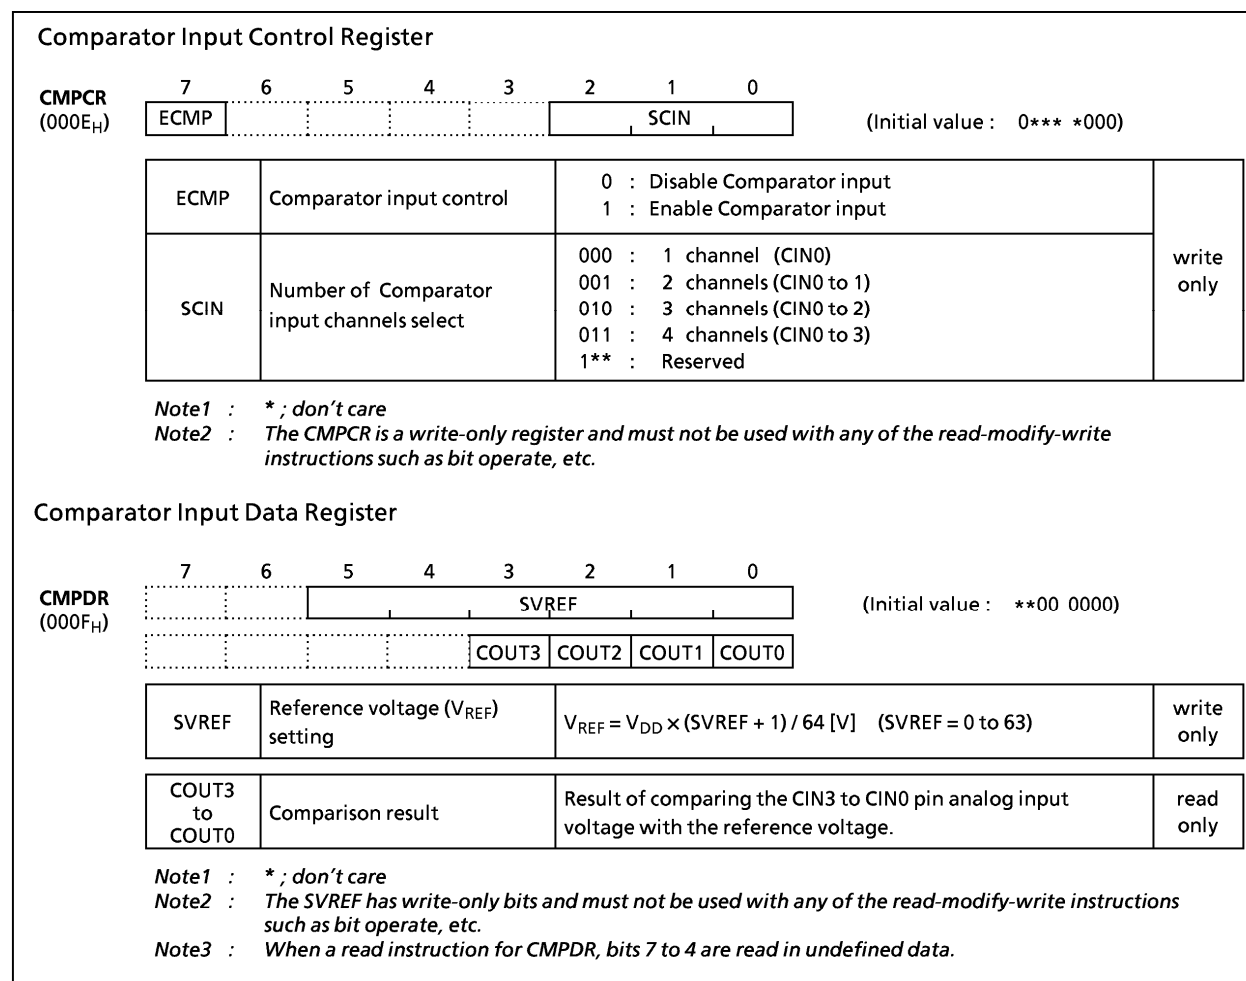 Comparator Input Control Register
7 6 5 4 3 2 1 0
CMPCR
(000EH)
ECMP SCIN
(Initial value : 0*** *000)
ECMP Comparator input control
0 : Disable Comparator input
1 : Enable Comparator input
SCIN
Number of Comparator
input channels select
000 : 1 channel (CIN0)
001 : 2 channels (CIN0 to 1)
010 : 3 channels (CIN0 to 2)
011 : 4 channels (CIN0 to 3)
1** : Reserved
write
only
Note1 : * ; don't care
Note2 : The CMPCR is a write-only register and must not be used with any of the read-modify-write
instructions such as bit operate, etc.
Comparator Input Data Register
7 6 5 4 3 2 1 0
CMPDR
(000FH)
SVREF
(Initial value : **00 0000)
COUT3 COUT2 COUT1 COUT0
SVREF
Reference voltage (VREF)
setting
VREF = VDD × (SVREF + 1) / 64 [V] (SVREF = 0 to 63)
write
only
COUT3
to
COUT0
Comparison result
Result of comparing the CIN3 to CIN0 pin analog input
voltage with the reference voltage.
read
only
Note1 : * ; don't care
Note2 : The SVREF has write-only bits and must not be used with any of the read-modify-write instructions
such as bit operate, etc.
Note3 : When a read instruction for CMPDR, bits 7 to 4 are read in undefined data.